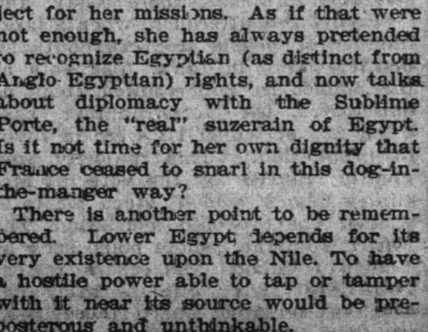 ject for her missions. As if that were
not enough, she has always pretended
to recognize Egyptian (as distinct from
Anglo Egyptian) rights, and now talks
about diplomacy with the Sublime
Porte, the "real" suzerain of Egypt.
Is it not time for her own dignity that
France ceased to snarl in this dog-in-
the-manger way?
There is another point to be remem-
bered. Lower Egypt depends for its
very existence upon the Nile. To have
a hostile power able to tap or tamper
with it near its source would be pre-
posterous and unthinkable.